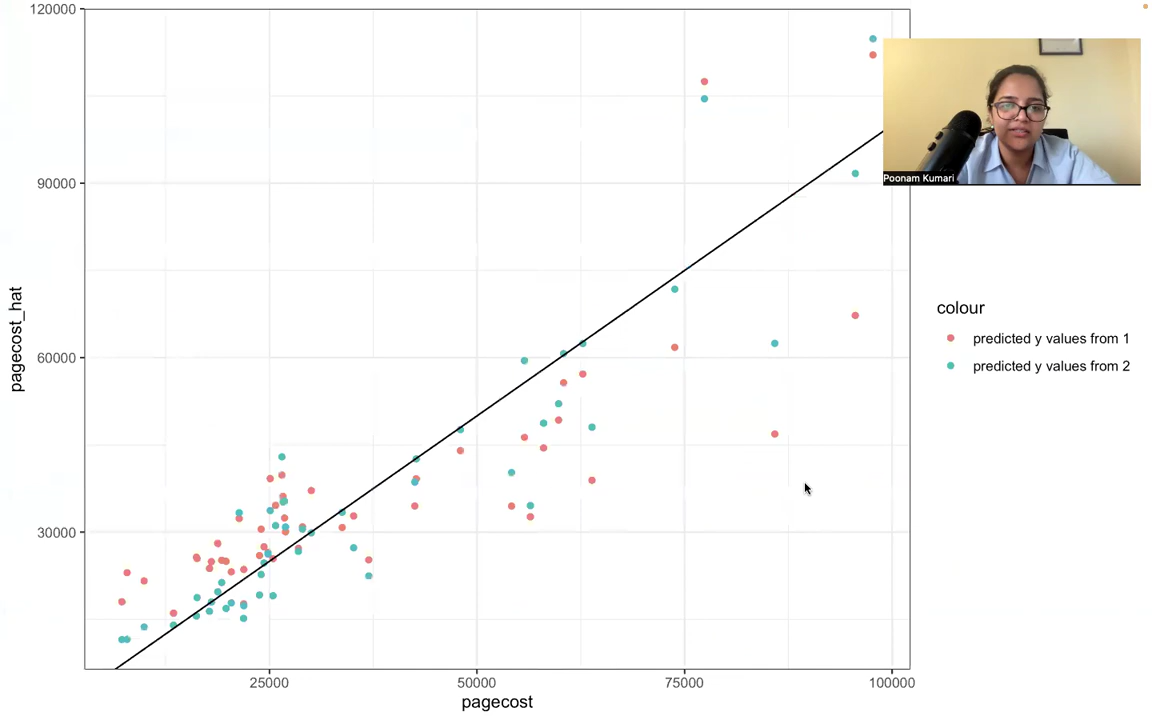 120000
90000
60000
30000
pagecost_hat
25000
50000
75000
100000
pagecost
colour
predicted y values from 1
predicted y values from 2
Poonam Kumari